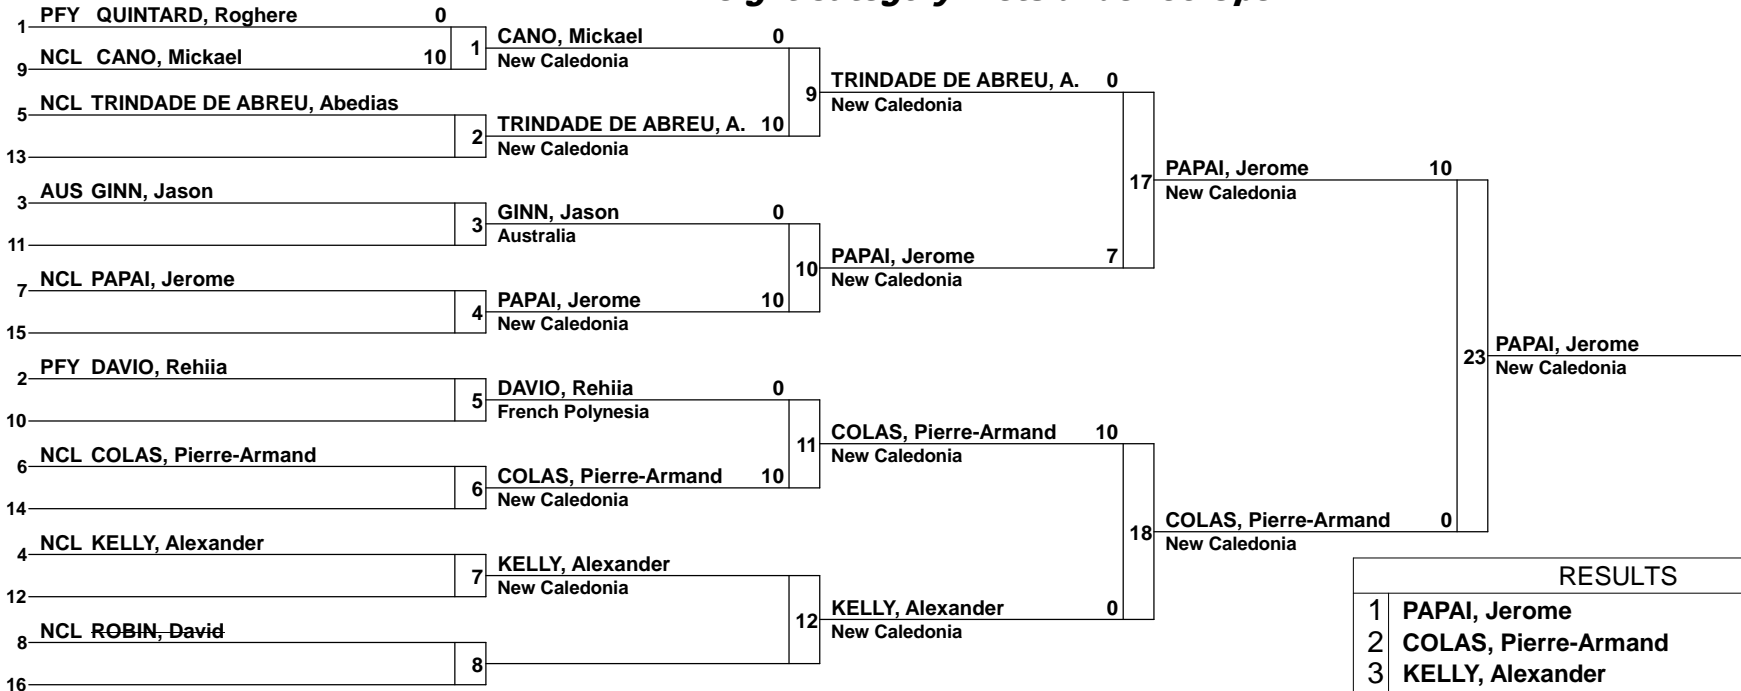 PFY QUINTARD, Roghere 0
1
NCL CANO, Mickael 10
9
1
CANO, Mickael 0
New Caledonia
NCL TRINDADE DE ABREU, Abedias
5
13
2
TRINDADE DE ABREU, A. 10
New Caledonia
9
TRINDADE DE ABREU, A. 0
New Caledonia
AUS GINN, Jason
3
11
3
GINN, Jason 0
Australia
NCL PAPAI, Jerome
7
15
4
PAPAI, Jerome 10
New Caledonia
10
PAPAI, Jerome 7
New Caledonia
17
PAPAI, Jerome 10
New Caledonia
PFY DAVIO, Rehiia
2
10
5
DAVIO, Rehiia 0
French Polynesia
NCL COLAS, Pierre-Armand
6
14
6
COLAS, Pierre-Armand 10
New Caledonia
11
COLAS, Pierre-Armand 10
New Caledonia
NCL KELLY, Alexander
4
12
7
KELLY, Alexander
New Caledonia
NCL ROBIN, David
8
16
8
12
KELLY, Alexander 0
New Caledonia
18
COLAS, Pierre-Armand 0
New Caledonia
23
PAPAI, Jerome
New Caledonia
RESULTS
1 PAPAI, Jerome
2 COLAS, Pierre-Armand
3 KELLY, Alexander